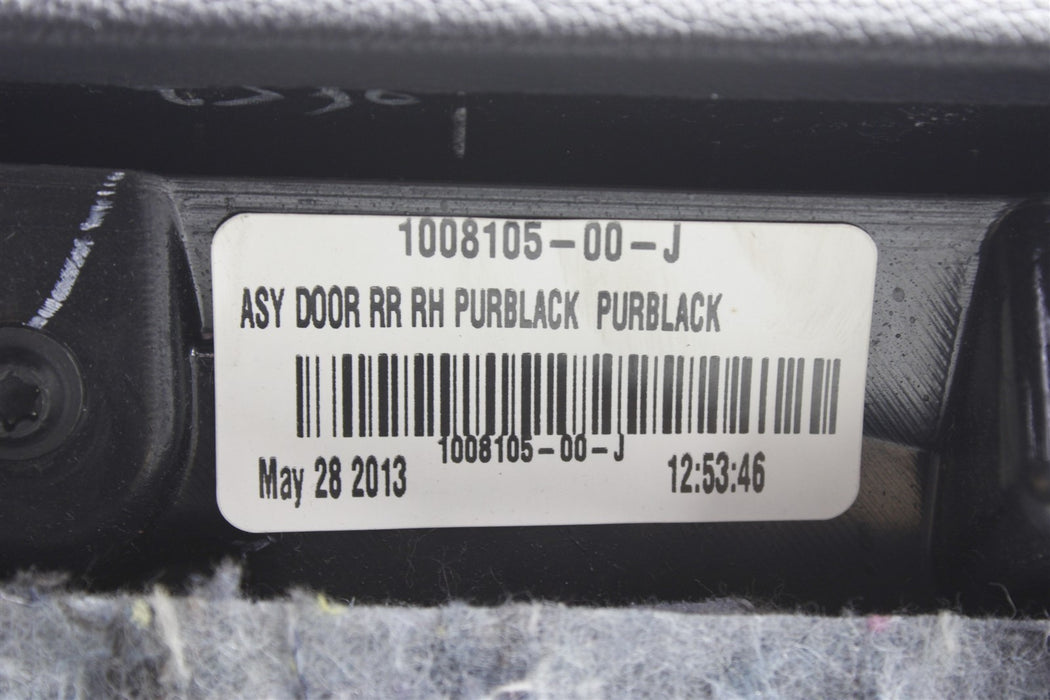 1008105-00-J
ASY DOOR RR RH PURBLACK PURBLACK
1008105-00-J
May 28 2013 12:53:46